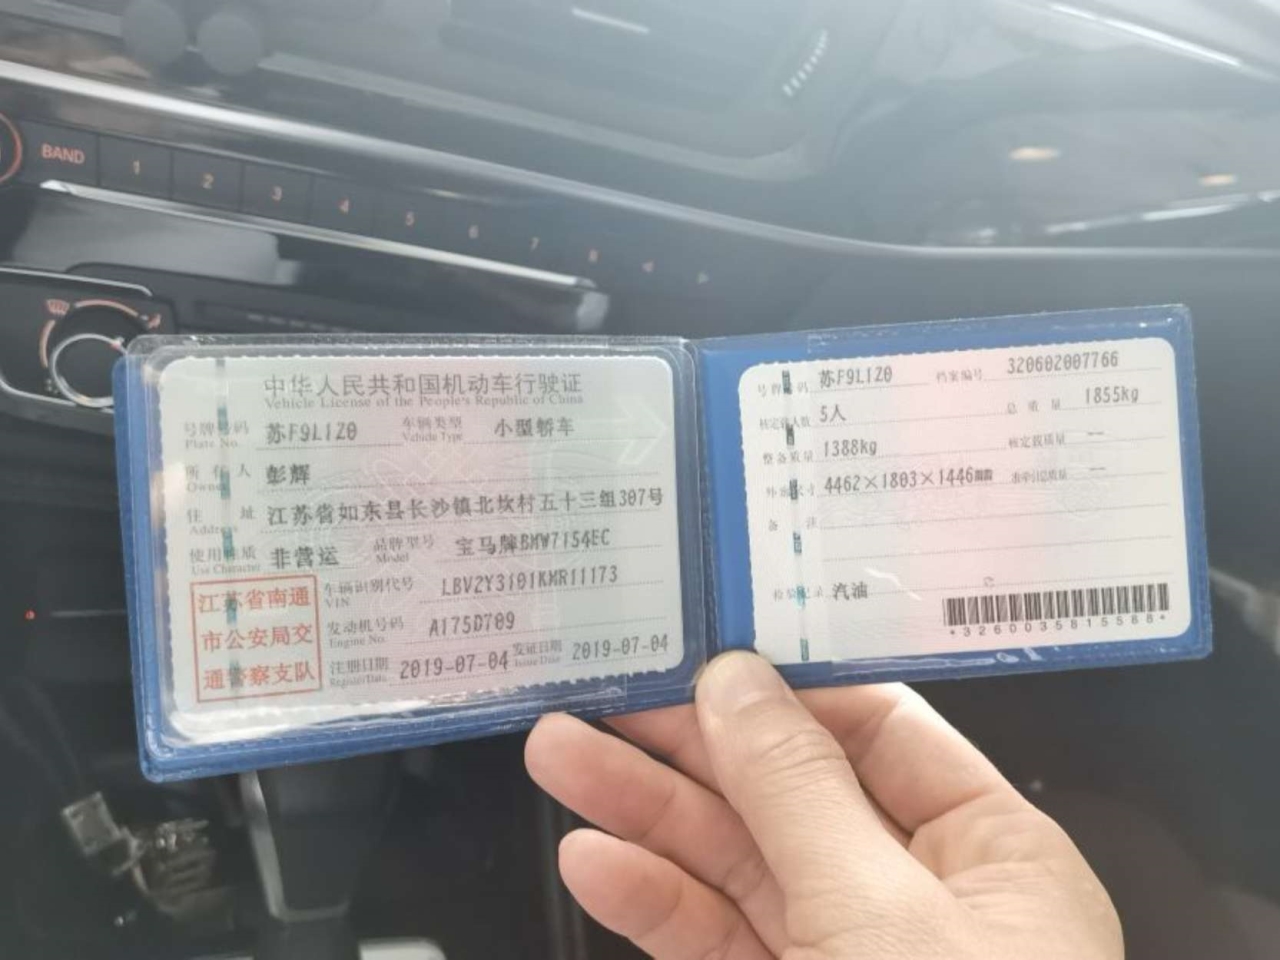 BAND 1 2 3 4 5 6 7 8
中华人民共和国机动车行驶证
Vehicle License of the People's Republic of China
号牌号码 苏F9L1Z0 车辆类型 小型轿车
Plate No. Vehicle Type
所有人 彭辉
Owner
住址 江苏省如东县长沙镇北坎村五十三组307号
Address
使用性质 非营运 品牌型号 宝马牌BMW7154EC
Use Character Model
江苏省南通
市公安局交
通警察支队
车辆识别代号 LBV2Y3101KMR11173
VIN
发动机号码 A175D709
Engine No.
注册日期 2019-07-04 发证日期 2019-07-04
Register Date Issue Date
号牌号码 苏F9L1Z0 档案编号 320602007766
核定载人数 5人 总质量 1855kg
整备质量 1388kg 核定载质量 --
外廓尺寸 4462×1803×1446mm 准牵引总质量 --
备注
检验记录 汽油
*3260035815588*